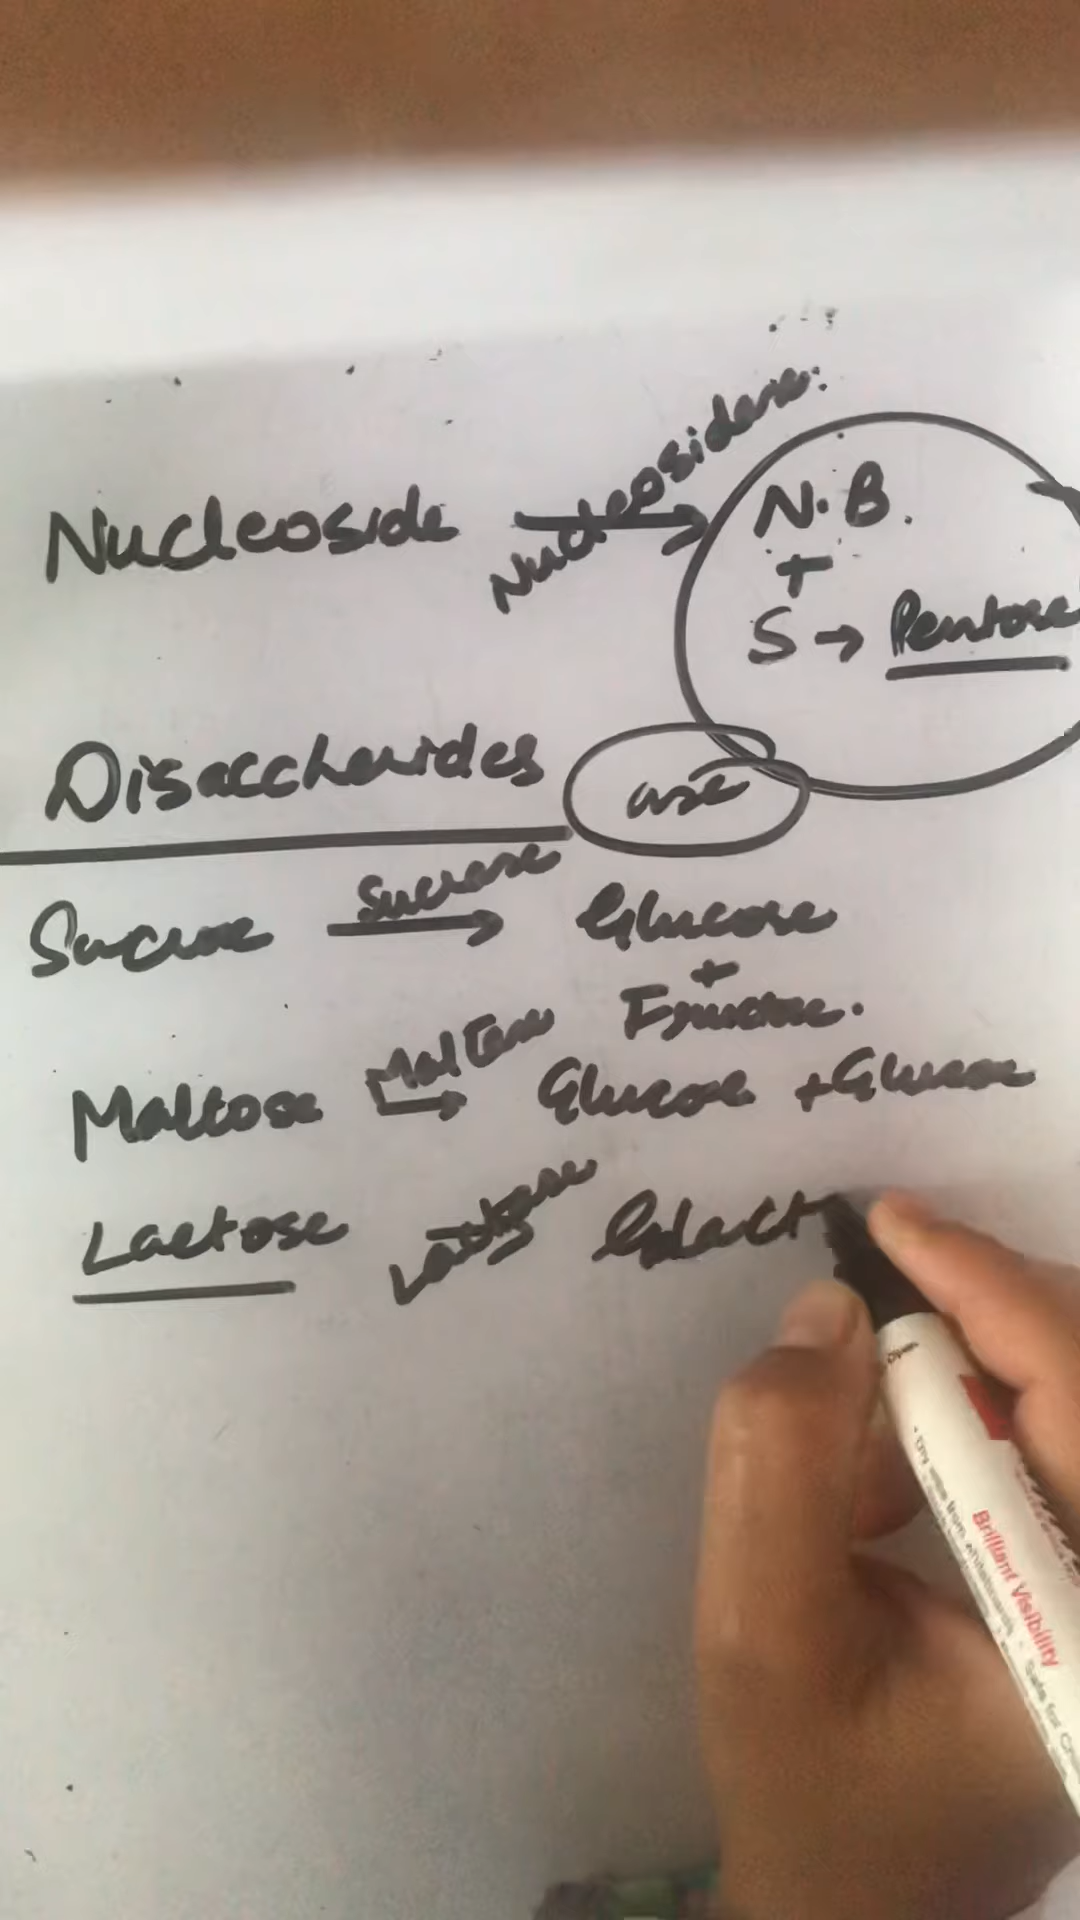 Nucleoside → Nucleosidase. N.B.
+
S → Pentose
Disaccharides ase
Sucrose Sucrase → Glucose
+
Fructose.
Maltose Maltase → Glucose + Glucose
Lactose Lactase → Galact
Brilliant Visibility